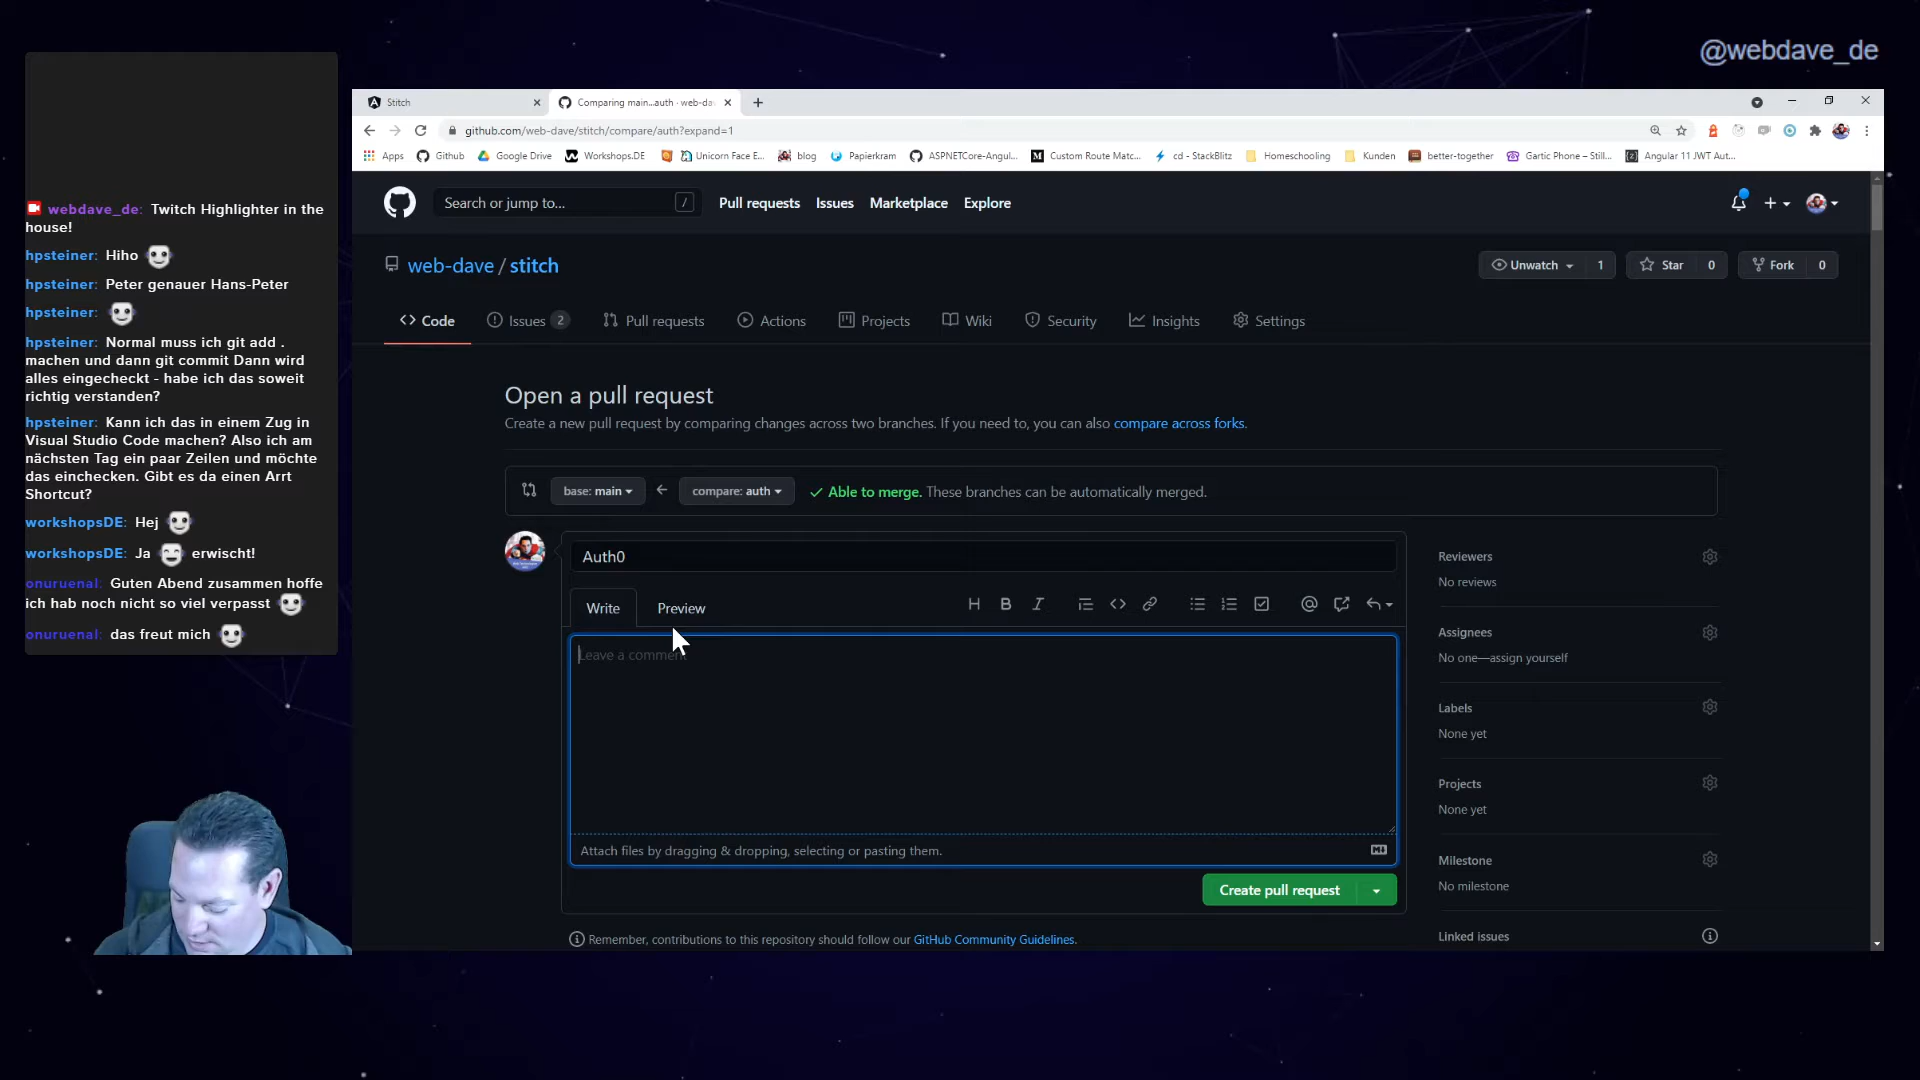 @webdave_de
webdave_de: Twitch Highlighter in the
house!
hpsteiner: Hiho
hpsteiner: Peter genauer Hans-Peter
hpsteiner:
hpsteiner: Normal muss ich git add .
machen und dann git commit Dann wird
alles eingecheckt - habe ich das soweit
richtig verstanden?
hpsteiner: Kann ich das in einem Zug in
Visual Studio Code machen? Also ich am
nächsten Tag ein paar Zeilen und möchte
das einchecken. Gibt es da einen Arrt
Shortcut?
workshopsDE: Hej
workshopsDE: Ja erwischt!
onuruenal: Guten Abend zusammen hoffe
ich hab noch nicht so viel verpasst
onuruenal: das freut mich
Stitch
Comparing main...auth · web-da
github.com/web-dave/stitch/compare/auth?expand=1
Apps Github Google Drive Workshops.DE Unicorn Face E... blog Papierkram ASPNETCore-Angul... Custom Route Matc... cd - StackBlitz Homeschooling Kunden better-together Gartic Phone – Still... Angular 11 JWT Aut...
Search or jump to... /
Pull requests Issues Marketplace Explore
web-dave / stitch
Unwatch 1 Star 0 Fork 0
Code Issues 2 Pull requests Actions Projects Wiki Security Insights Settings
Open a pull request
Create a new pull request by comparing changes across two branches. If you need to, you can also compare across forks.
base: main compare: auth Able to merge. These branches can be automatically merged.
Auth0
Write Preview
Leave a comment
Attach files by dragging & dropping, selecting or pasting them.
Create pull request
Remember, contributions to this repository should follow our GitHub Community Guidelines.
Reviewers
No reviews
Assignees
No one—assign yourself
Labels
None yet
Projects
None yet
Milestone
No milestone
Linked issues